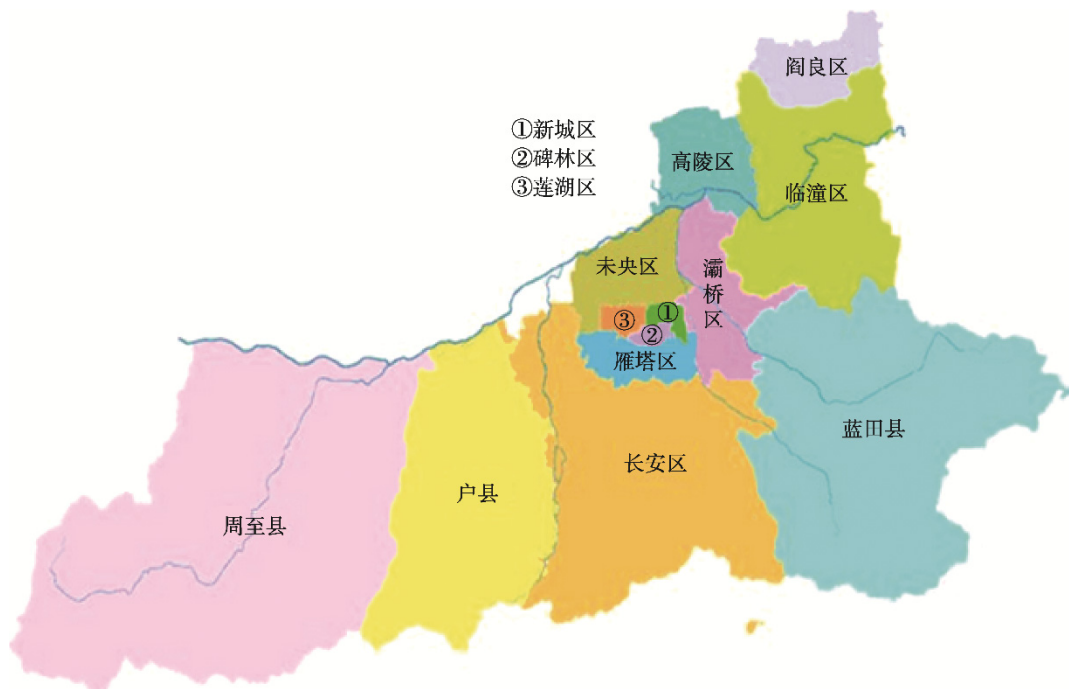 阎良区
①新城区
②碑林区
③莲湖区
高陵区
临潼区
未央区
灞桥区
①
③
②
雁塔区
蓝田县
长安区
户县
周至县